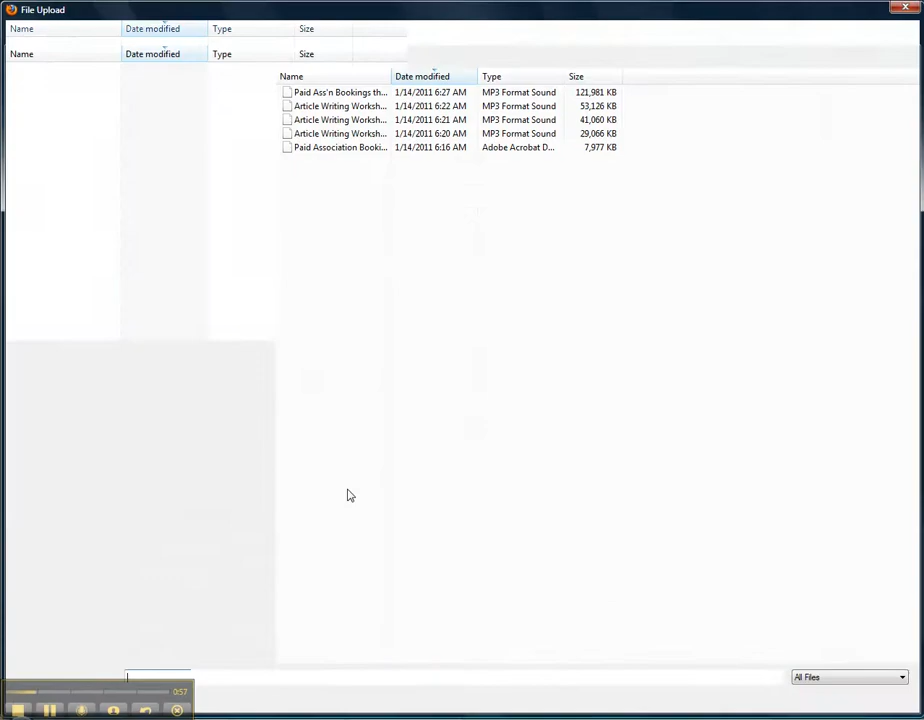 File Upload
Name Date modified Type Size
Name Date modified Type Size
Name Date modified Type Size
Paid Ass'n Bookings th... 1/14/2011 6:27 AM MP3 Format Sound 121,981 KB
Article Writing Worksh... 1/14/2011 6:22 AM MP3 Format Sound 53,126 KB
Article Writing Worksh... 1/14/2011 6:21 AM MP3 Format Sound 41,060 KB
Article Writing Worksh... 1/14/2011 6:20 AM MP3 Format Sound 29,066 KB
Paid Association Booki... 1/14/2011 6:16 AM Adobe Acrobat D... 7,977 KB
All Files
0:57